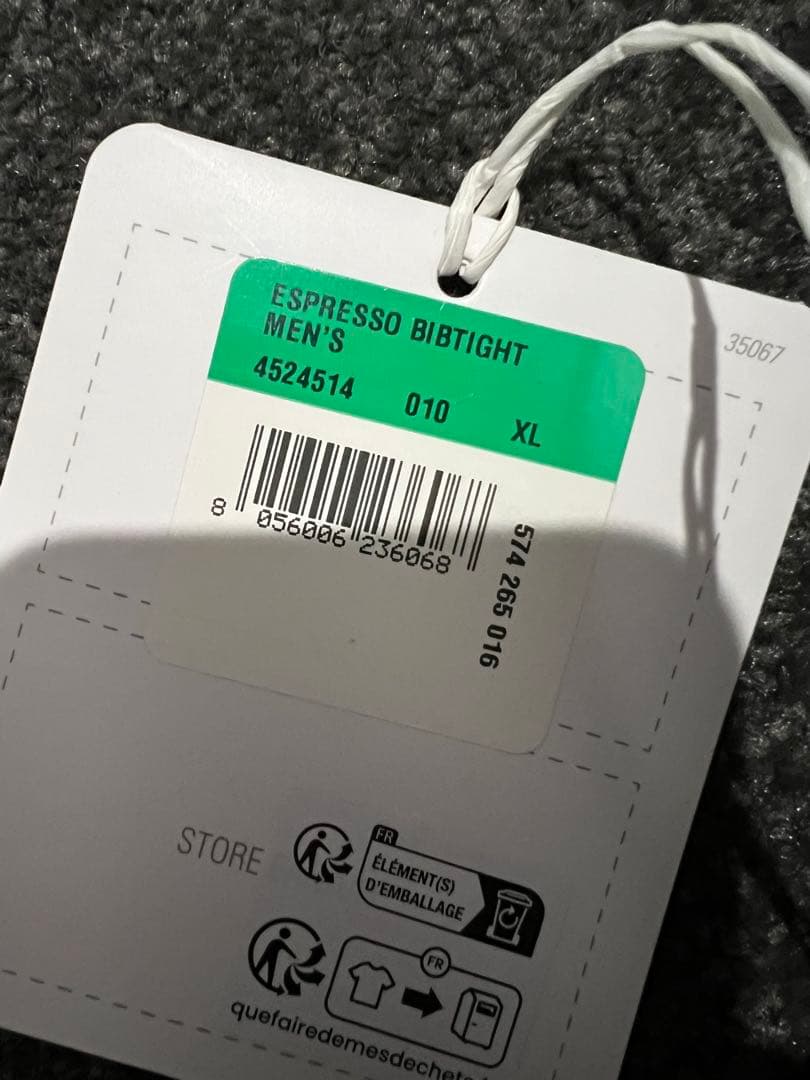 35067
ESPRESSO BIBTIGHT
MEN'S
4524514 010 XL
8 056006 236068
574 265 016
STORE
FR
ÉLÉMENT(S)
D'EMBALLAGE
FR